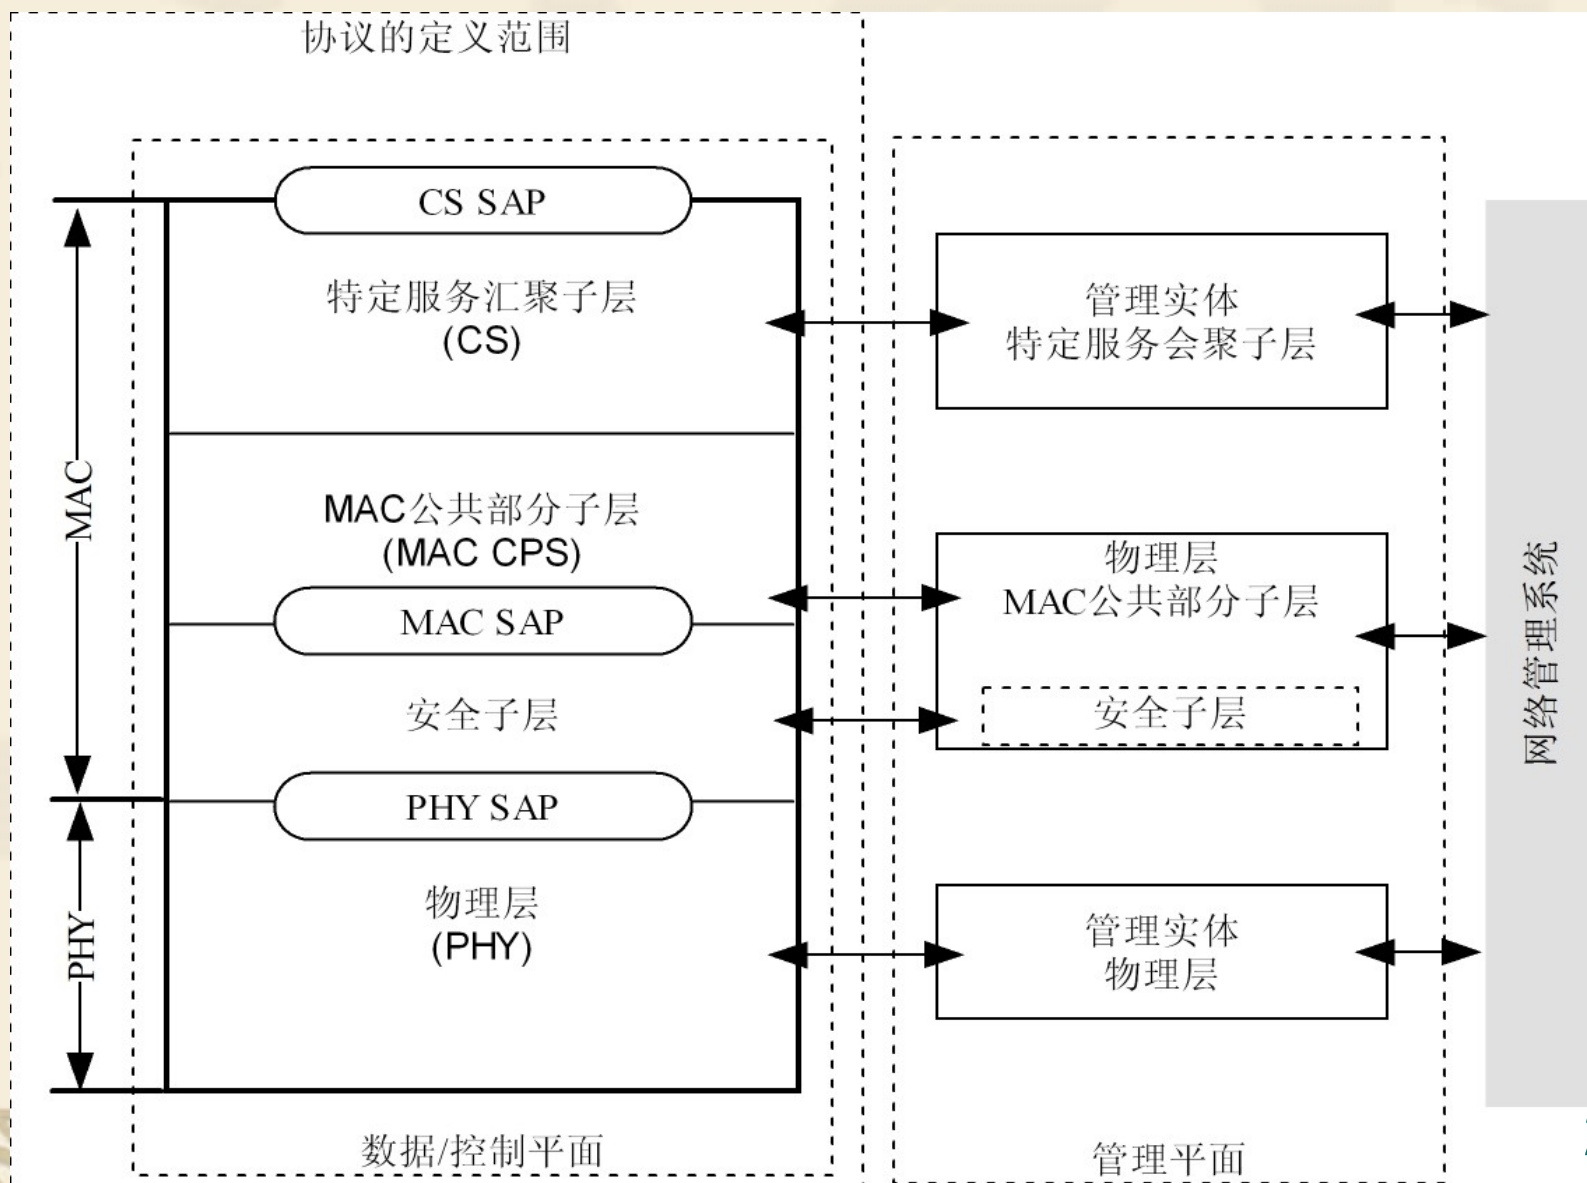 协议的定义范围
CS SAP
特定服务汇聚子层
(CS)
MAC公共部分子层
(MAC CPS)
MAC SAP
安全子层
PHY SAP
物理层
(PHY)
MAC
PHY
数据/控制平面
管理实体
特定服务会聚子层
物理层
MAC公共部分子层
安全子层
管理实体
物理层
管理平面
网络管理系统